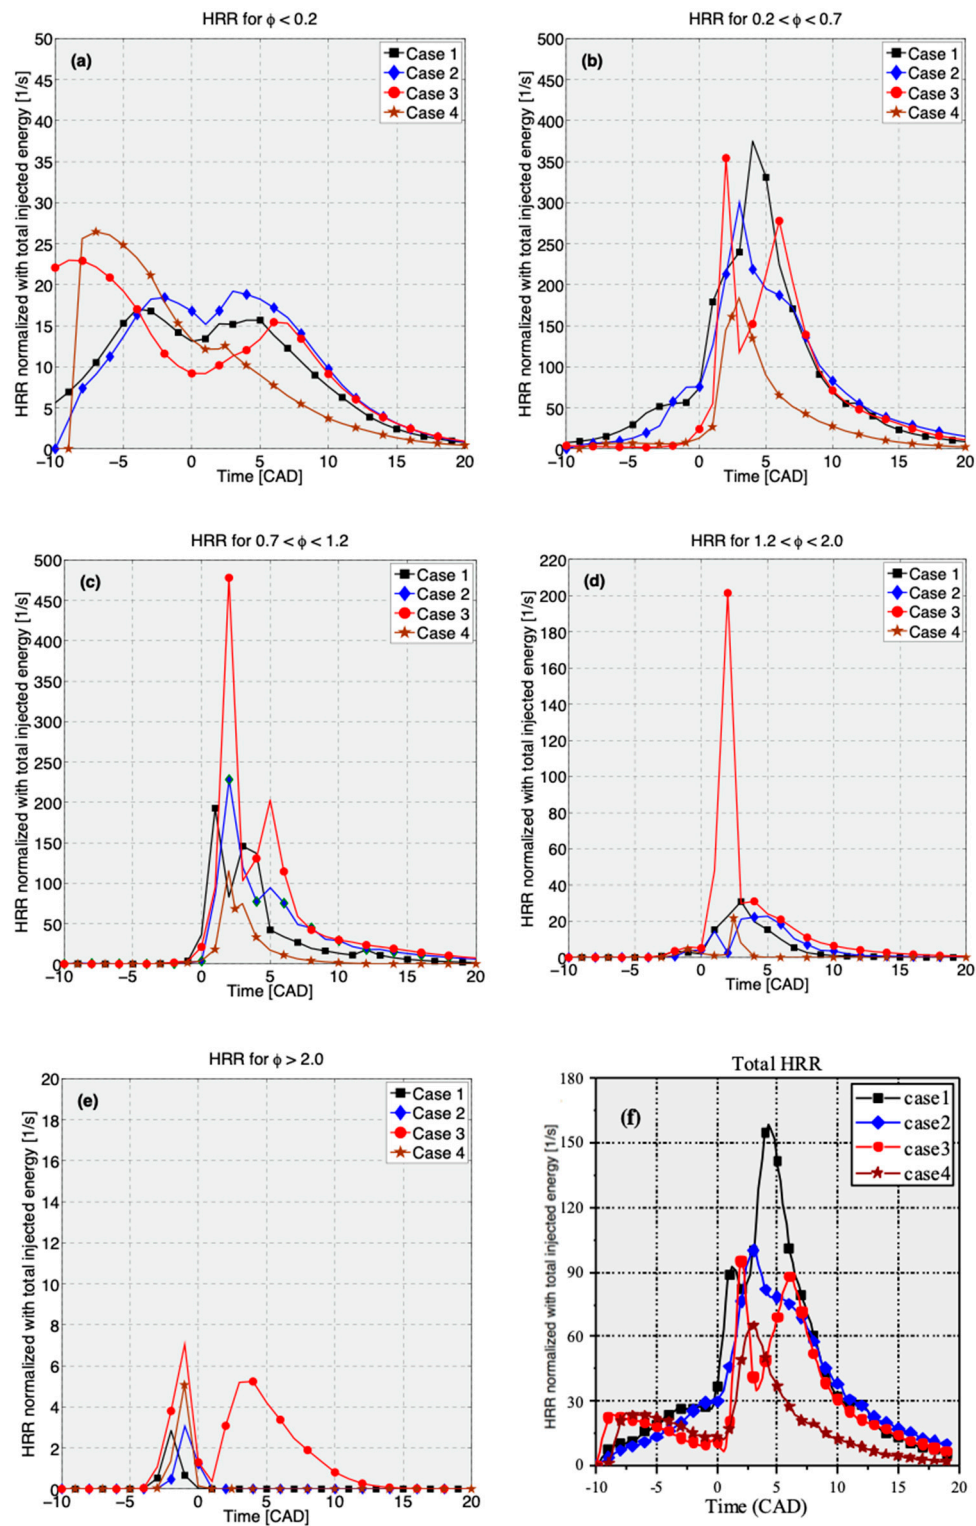 HRR for ϕ < 0.2
(a)
Case 1
Case 2
Case 3
Case 4
HRR normalized with total injected energy [1/s]
50
45
40
35
30
25
20
15
10
5
0
−10 −5 0 5 10 15 20
Time [CAD]
HRR for 0.2 < ϕ < 0.7
(b)
Case 1
Case 2
Case 3
Case 4
HRR normalized with total injected energy [1/s]
500
450
400
350
300
250
200
150
100
50
0
−10 −5 0 5 10 15 20
Time [CAD]
HRR for 0.7 < ϕ < 1.2
(c)
Case 1
Case 2
Case 3
Case 4
HRR normalized with total injected energy [1/s]
500
450
400
350
300
250
200
150
100
50
0
−10 −5 0 5 10 15 20
Time [CAD]
HRR for 1.2 < ϕ < 2.0
(d)
Case 1
Case 2
Case 3
Case 4
HRR normalized with total injected energy [1/s]
220
200
180
160
140
120
100
80
60
40
20
0
−10 −5 0 5 10 15 20
Time [CAD]
HRR for ϕ > 2.0
(e)
Case 1
Case 2
Case 3
Case 4
HRR normalized with total injected energy [1/s]
20
18
16
14
12
10
8
6
4
2
0
−10 −5 0 5 10 15 20
Time [CAD]
Total HRR
(f)
case1
case2
case3
case4
HRR normalized with total injected energy [1/s]
180
150
120
90
60
30
0
-10 -5 0 5 10 15 20
Time (CAD)